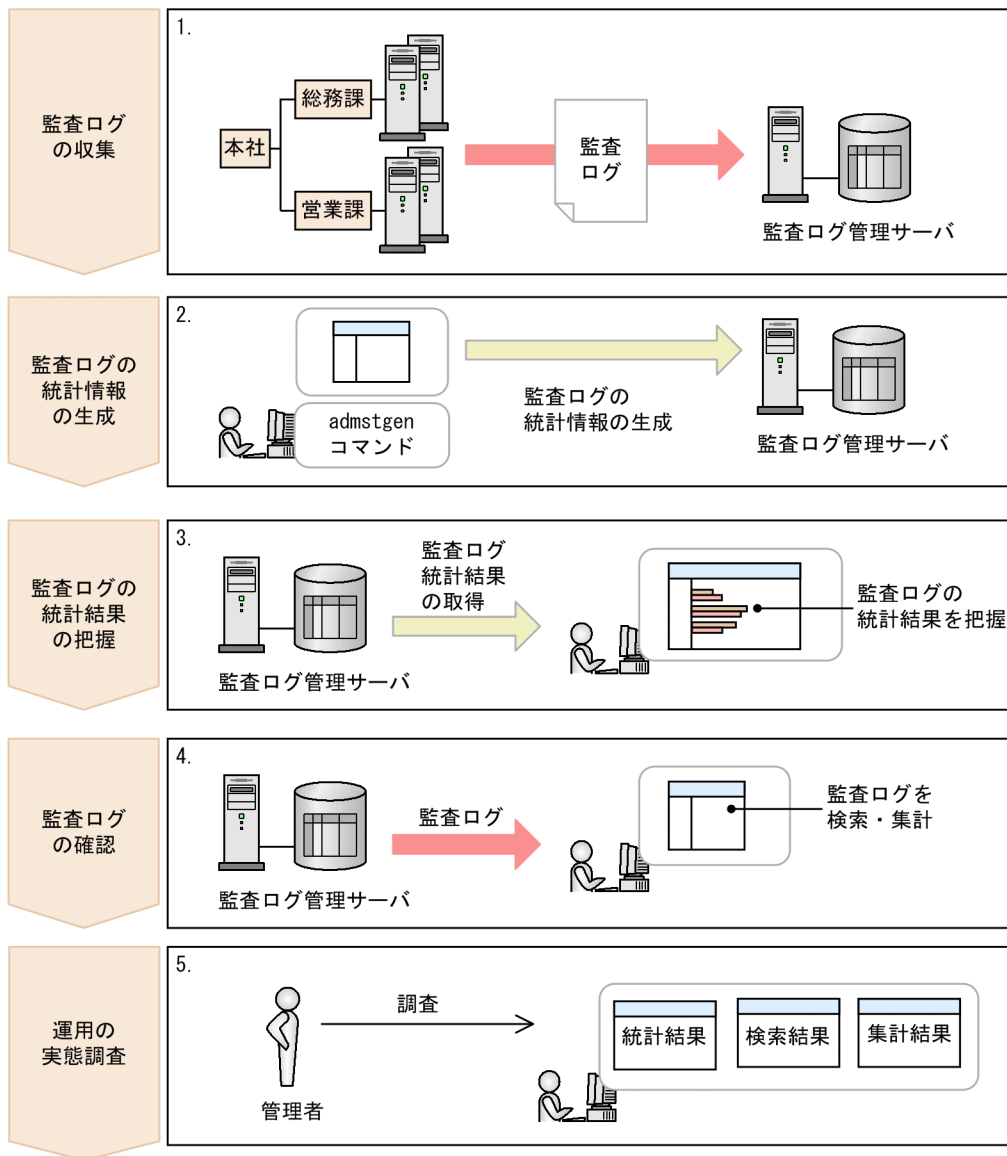 監査ログ
の収集
1.
本社
総務課
営業課
監査
ログ
監査ログ管理サーバ
監査ログの
統計情報
の生成
2.
admstgen
コマンド
監査ログの
統計情報の生成
監査ログ管理サーバ
監査ログの
統計結果
の把握
3.
監査ログ管理サーバ
監査ログ
統計結果
の取得
監査ログの
統計結果を把握
監査ログ
の確認
4.
監査ログ管理サーバ
監査ログ
監査ログを
検索・集計
運用の
実態調査
5.
管理者
調査
統計結果
検索結果
集計結果